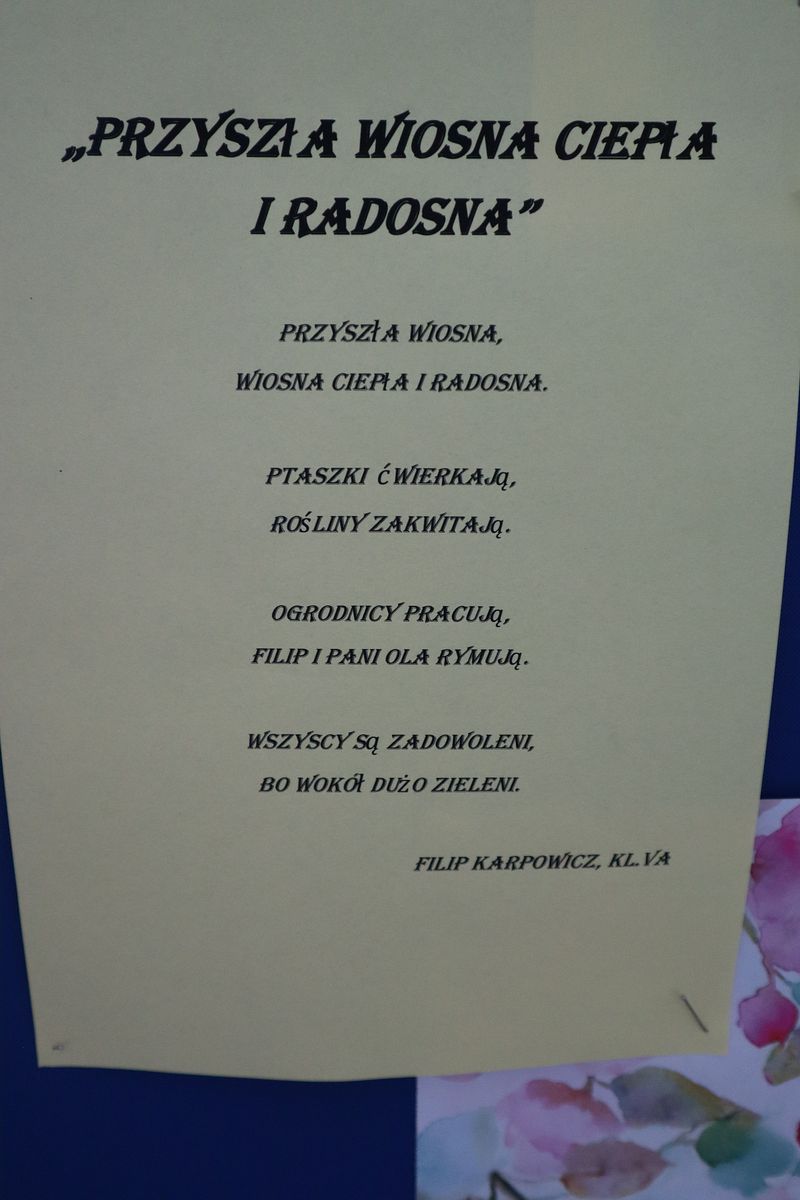 „PRZYSZŁA WIOSNA CIEPŁA
I RADOSNA”
PRZYSZŁA WIOSNA,
WIOSNA CIEPŁA I RADOSNA.
PTASZKI ĆWIERKAJą,
ROŚLINY ZAKWITAJą.
OGRODNICY PRACUJą,
FILIP I PANI OLA RYMUJą.
WSZYSCY Są ZADOWOLENI,
BO WOKÓŁ DUŻO ZIELENI.
FILIP KARPOWICZ, KL. VA